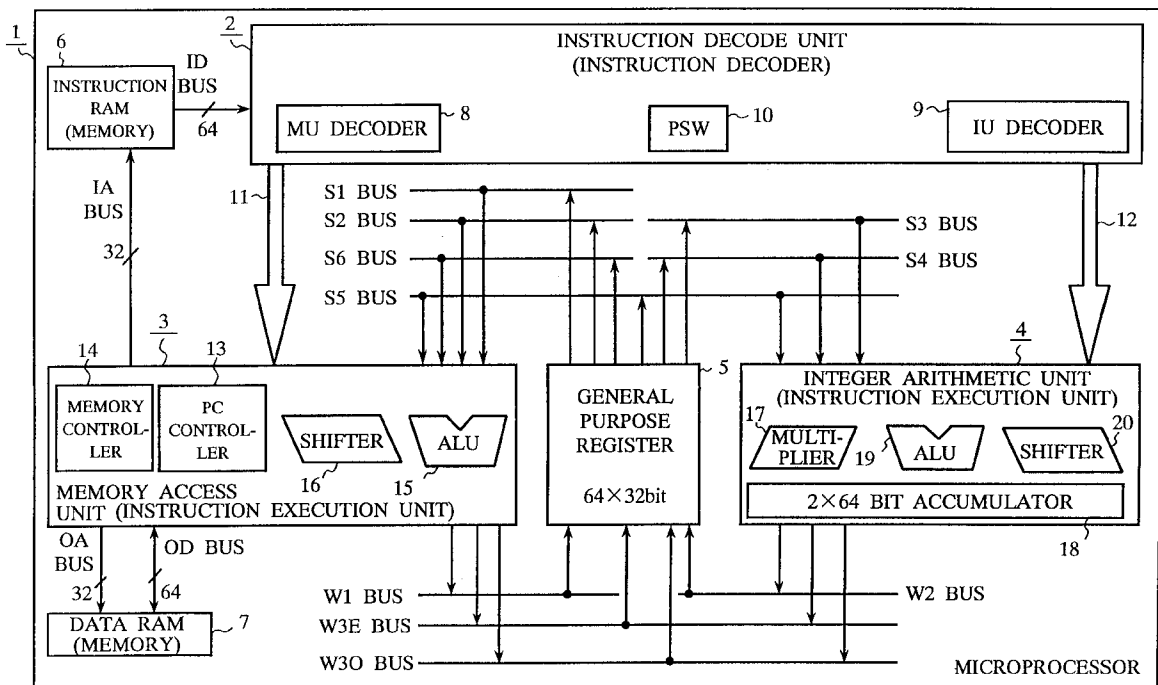 1
6
INSTRUCTION
RAM
(MEMORY)
ID
BUS
64
2
INSTRUCTION DECODE UNIT
(INSTRUCTION DECODER)
MU DECODER
8
PSW
10
9
IU DECODER
IA
BUS
32
11
S1 BUS
S2 BUS
S6 BUS
S5 BUS
S3 BUS
S4 BUS
12
3
14
13
MEMORY
CONTROL-
LER
PC
CONTROL-
LER
SHIFTER
16
ALU
15
MEMORY ACCESS
UNIT (INSTRUCTION EXECUTION UNIT)
5
GENERAL
PURPOSE
REGISTER
64×32bit
4
INTEGER ARITHMETIC UNIT
(INSTRUCTION EXECUTION UNIT)
17
MULTI-
PLIER
19
ALU
SHIFTER
20
2×64 BIT ACCUMULATOR
18
OA
BUS
OD BUS
32
64
DATA RAM
(MEMORY)
7
W1 BUS
W3E BUS
W3O BUS
W2 BUS
MICROPROCESSOR